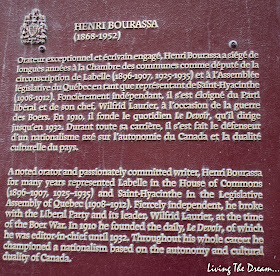 HENRI BOURASSA
(1868-1952)
Orateur exceptionnel et écrivain engagé, Henri Bourassa a siégé de
longues années à la Chambre des communes comme député de la
circonscription de Labelle (1896-1907, 1925-1935) et à l'Assemblée
législative du Québec en tant que représentant de Saint-Hyacinthe
(1908-1912). Foncièrement indépendant, il s'est éloigné du Parti
libéral et de son chef, Wilfrid Laurier, à l'occasion de la guerre
des Boers. En 1910, il fonde le quotidien Le Devoir, qu'il dirige
jusqu'en 1932. Durant toute sa carrière, il s'est fait le défenseur
d'un nationalisme axé sur l'autonomie du Canada et la dualité
culturelle du pays.
A noted orator and passionately committed writer, Henri Bourassa
for many years represented Labelle in the House of Commons
(1896-1907, 1925-1935) and Saint-Hyacinthe in the Legislative
Assembly of Quebec (1908-1912). Fiercely independent, he broke
with the Liberal Party and its leader, Wilfrid Laurier, at the time
of the Boer War. In 1910 he founded the daily, Le Devoir, of which
he was editor-in-chief until 1932. Throughout his whole career he
championed a nationalism based on the autonomy and cultural
duality of Canada.
Living The Dream...